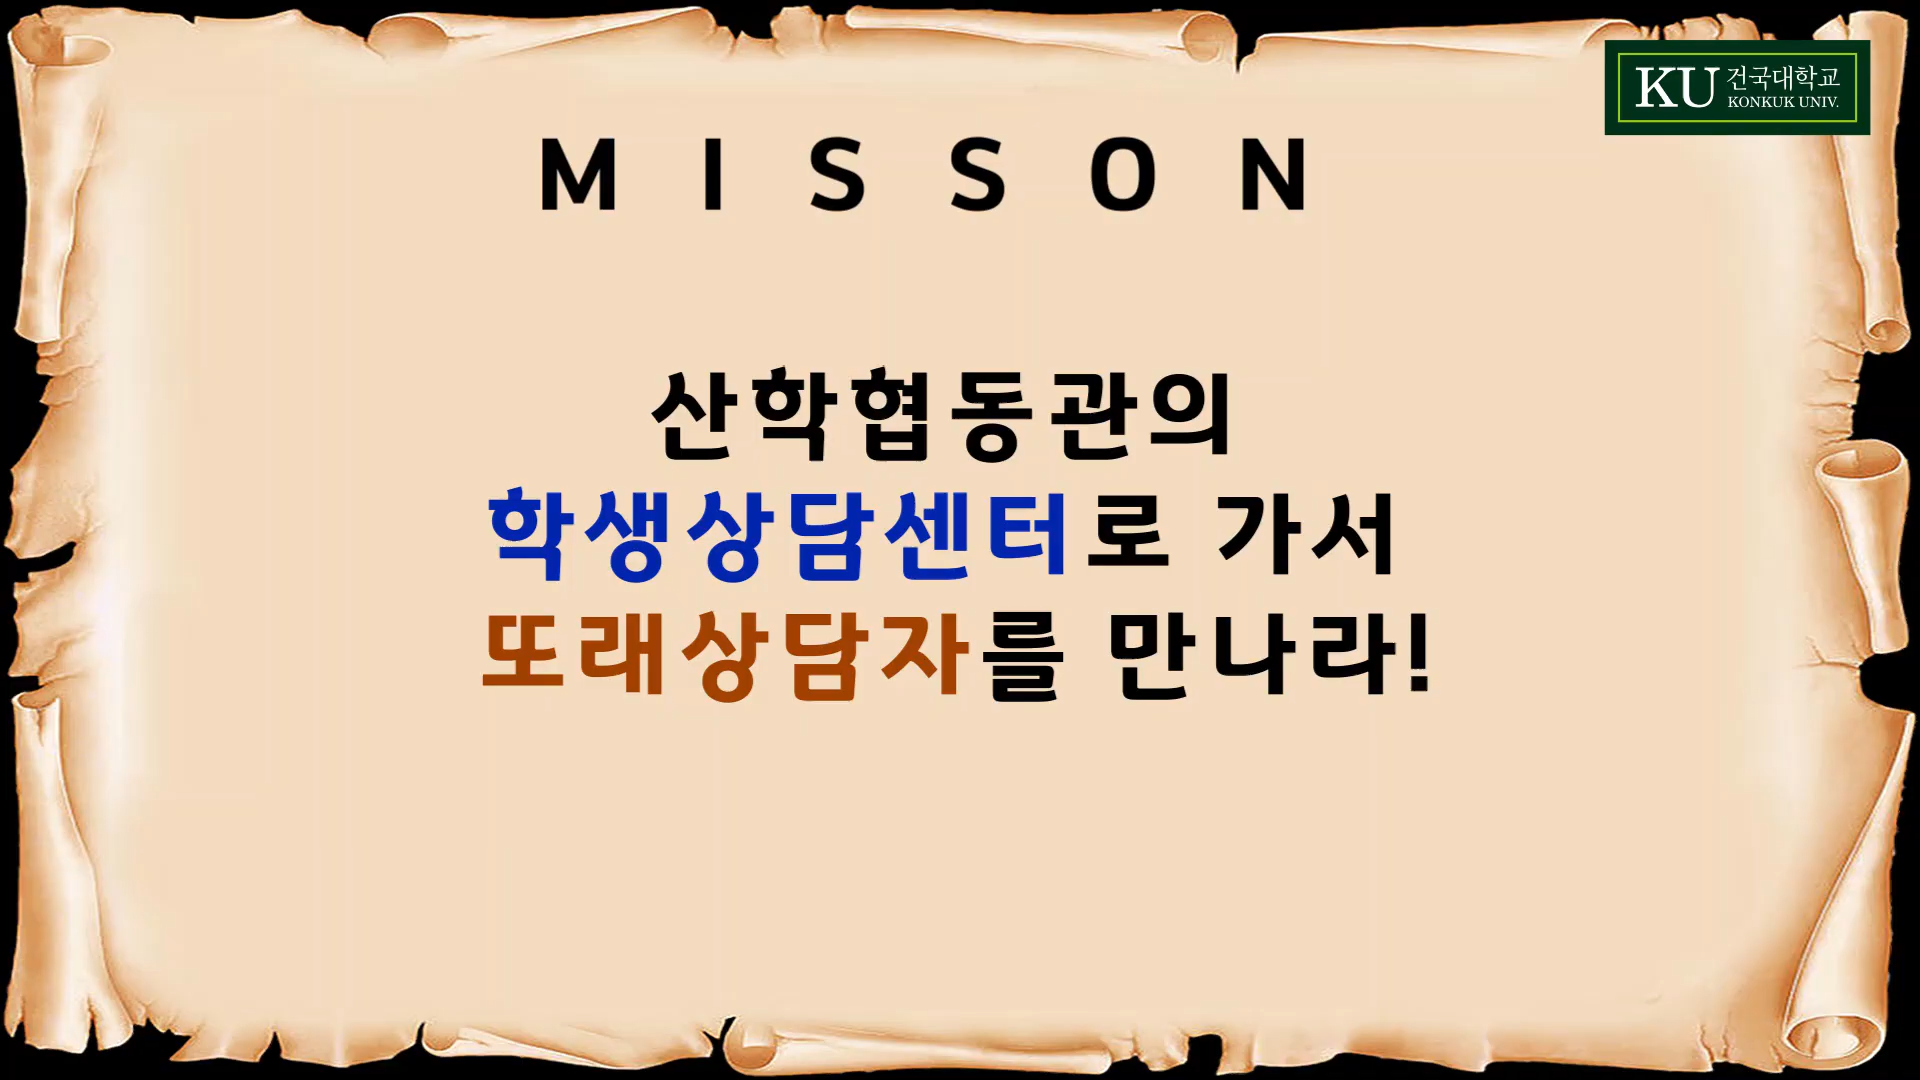 KU 건국대학교
KONKUK UNIV.
MISSON
산학협동관의
학생상담센터로 가서
또래상담자를 만나라!